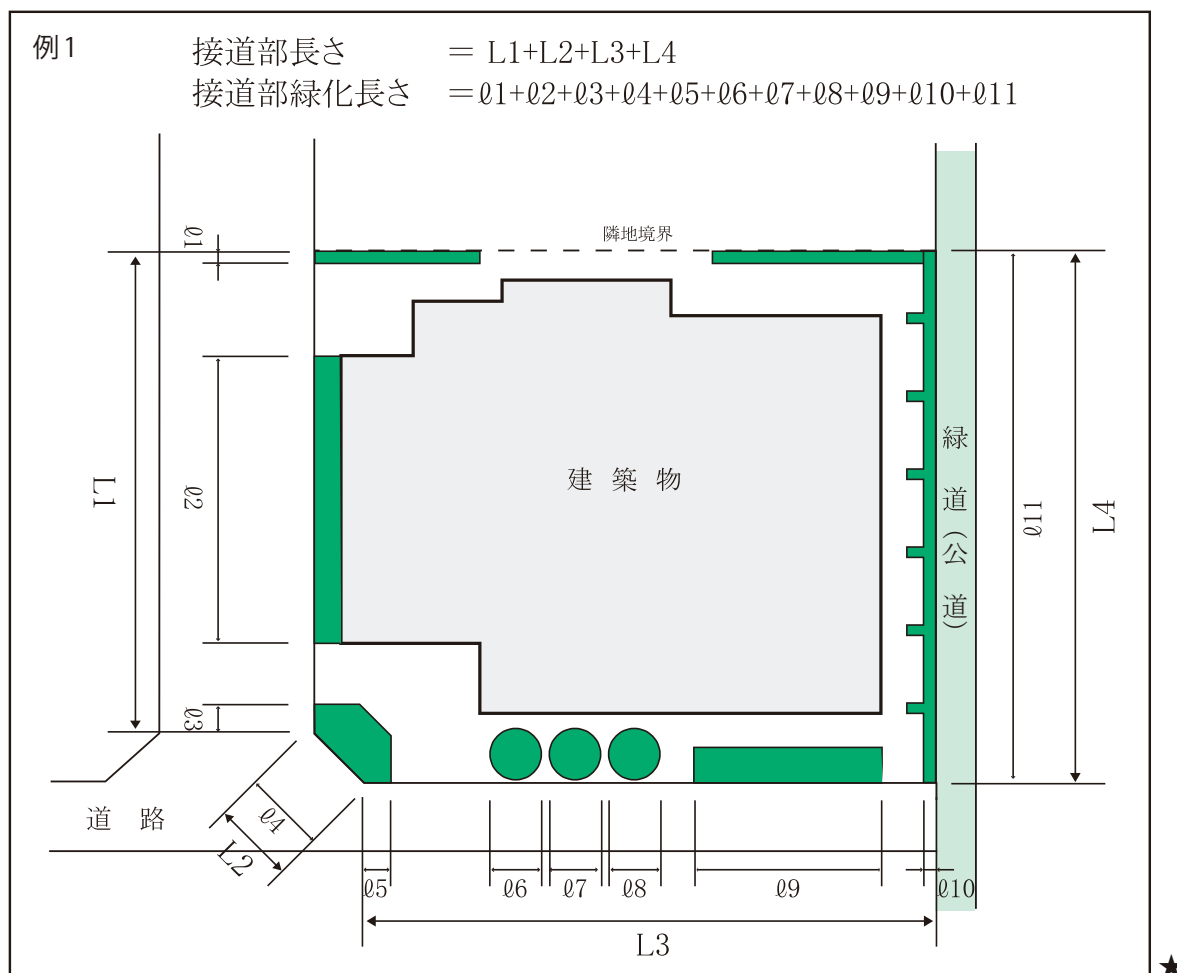 例1
接道部長さ = L1+L2+L3+L4
接道部緑化長さ =ℓ1+ℓ2+ℓ3+ℓ4+ℓ5+ℓ6+ℓ7+ℓ8+ℓ9+ℓ10+ℓ11
隣地境界
ℓ1
L1
ℓ2
ℓ3
建築物
緑道(公道)
ℓ11
L4
道路
ℓ4
L2
ℓ5
ℓ6
ℓ7
ℓ8
ℓ9
ℓ10
L3
★